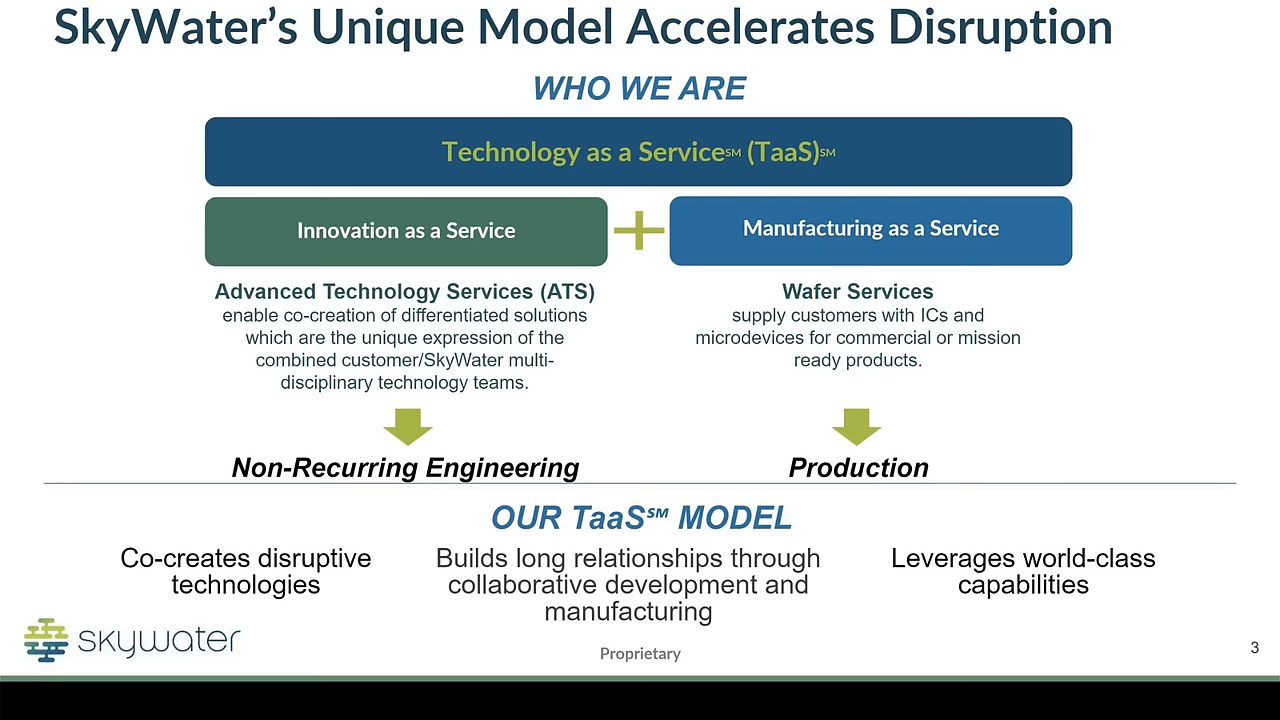 SkyWater’s Unique Model Accelerates Disruption
WHO WE ARE
Technology as a Service℠ (TaaS)℠
Innovation as a Service
Manufacturing as a Service
Advanced Technology Services (ATS)
enable co-creation of differentiated solutions
which are the unique expression of the
combined customer/SkyWater multi-
disciplinary technology teams.
Wafer Services
supply customers with ICs and
microdevices for commercial or mission
ready products.
Non-Recurring Engineering
Production
OUR TaaS℠ MODEL
Co-creates disruptive
technologies
Builds long relationships through
collaborative development and
manufacturing
Leverages world-class
capabilities
skywater
Proprietary
3